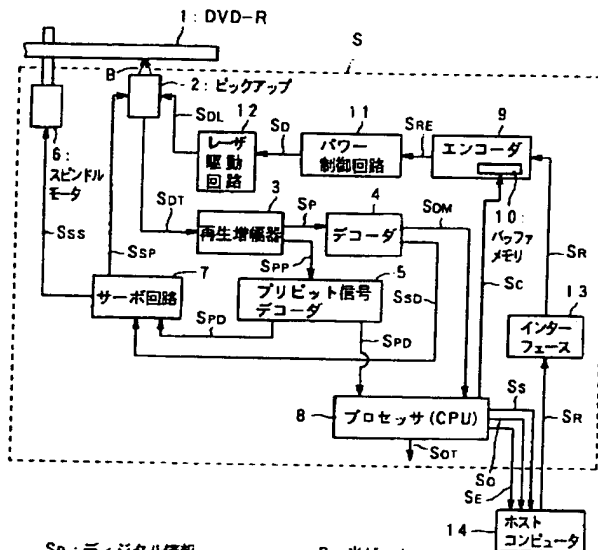 1：DVD-R
S
B
2：ピックアップ
12
11
9
SDL
レーザ
駆動
回路
SD
パワー
制御回路
SRE
エンコーダ
6：
スピンドル
モータ
3
4
10：
バッファ
メモリ
SDT
再生増幅器
SP
デコーダ
SDM
SSS
SSP
SPP
5
SC
SR
7
13
サーボ回路
プリピット信号
デコーダ
SSD
インター
フェース
SPD
SPD
8
プロセッサ(CPU)
SS
SO
SE
SR
SOT
14
ホスト
コンピュータ